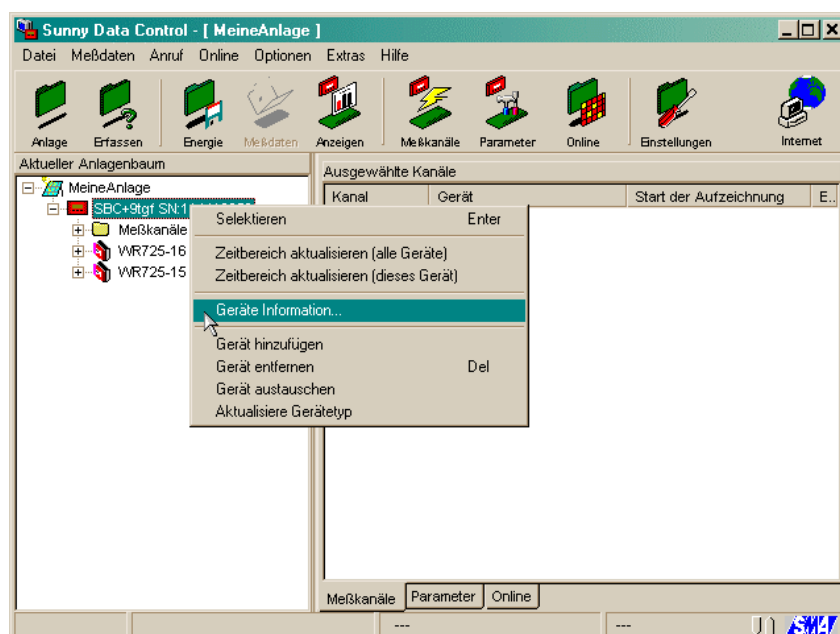 Sunny Data Control - [ MeineAnlage ]
Datei Meßdaten Anruf Online Optionen Extras Hilfe
Anlage Erfassen Energie Meßdaten Anzeigen Meßkanäle Parameter Online Einstellungen Internet
Aktueller Anlagenbaum
Ausgewählte Kanäle
Kanal Gerät Start der Aufzeichnung E..
MeineAnlage
SBC+9tgf
Meßkanäle
WR725-16
WR725-15
Selektieren Enter
Zeitbereich aktualisieren (alle Geräte)
Zeitbereich aktualisieren (dieses Gerät)
Geräte Information...
Gerät hinzufügen
Gerät entfernen Del
Gerät austauschen
Aktualisiere Gerätetyp
Meßkanäle Parameter Online
--- ---
SMA